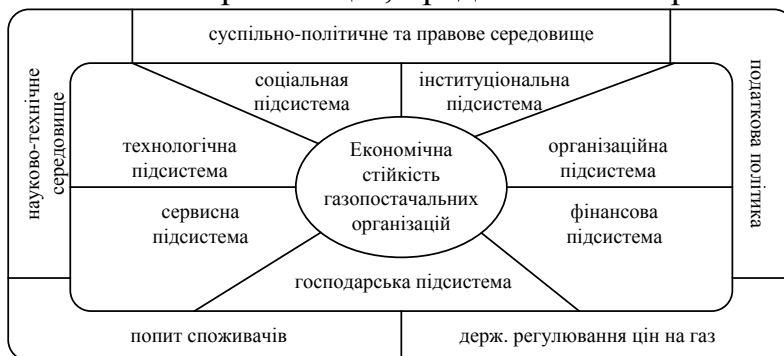 суспільно-політичне та правове середовище
науково-технічне
середовище
податкова політика
соціальная
підсистема
інституціональна
підсистема
технологічна
підсистема
Економічна
стійкість
газопостачальних
організацій
організаційна
підсистема
сервисна
підсистема
фінансова
підсистема
господарська підсистема
попит споживачів
держ. регулювання цін на газ